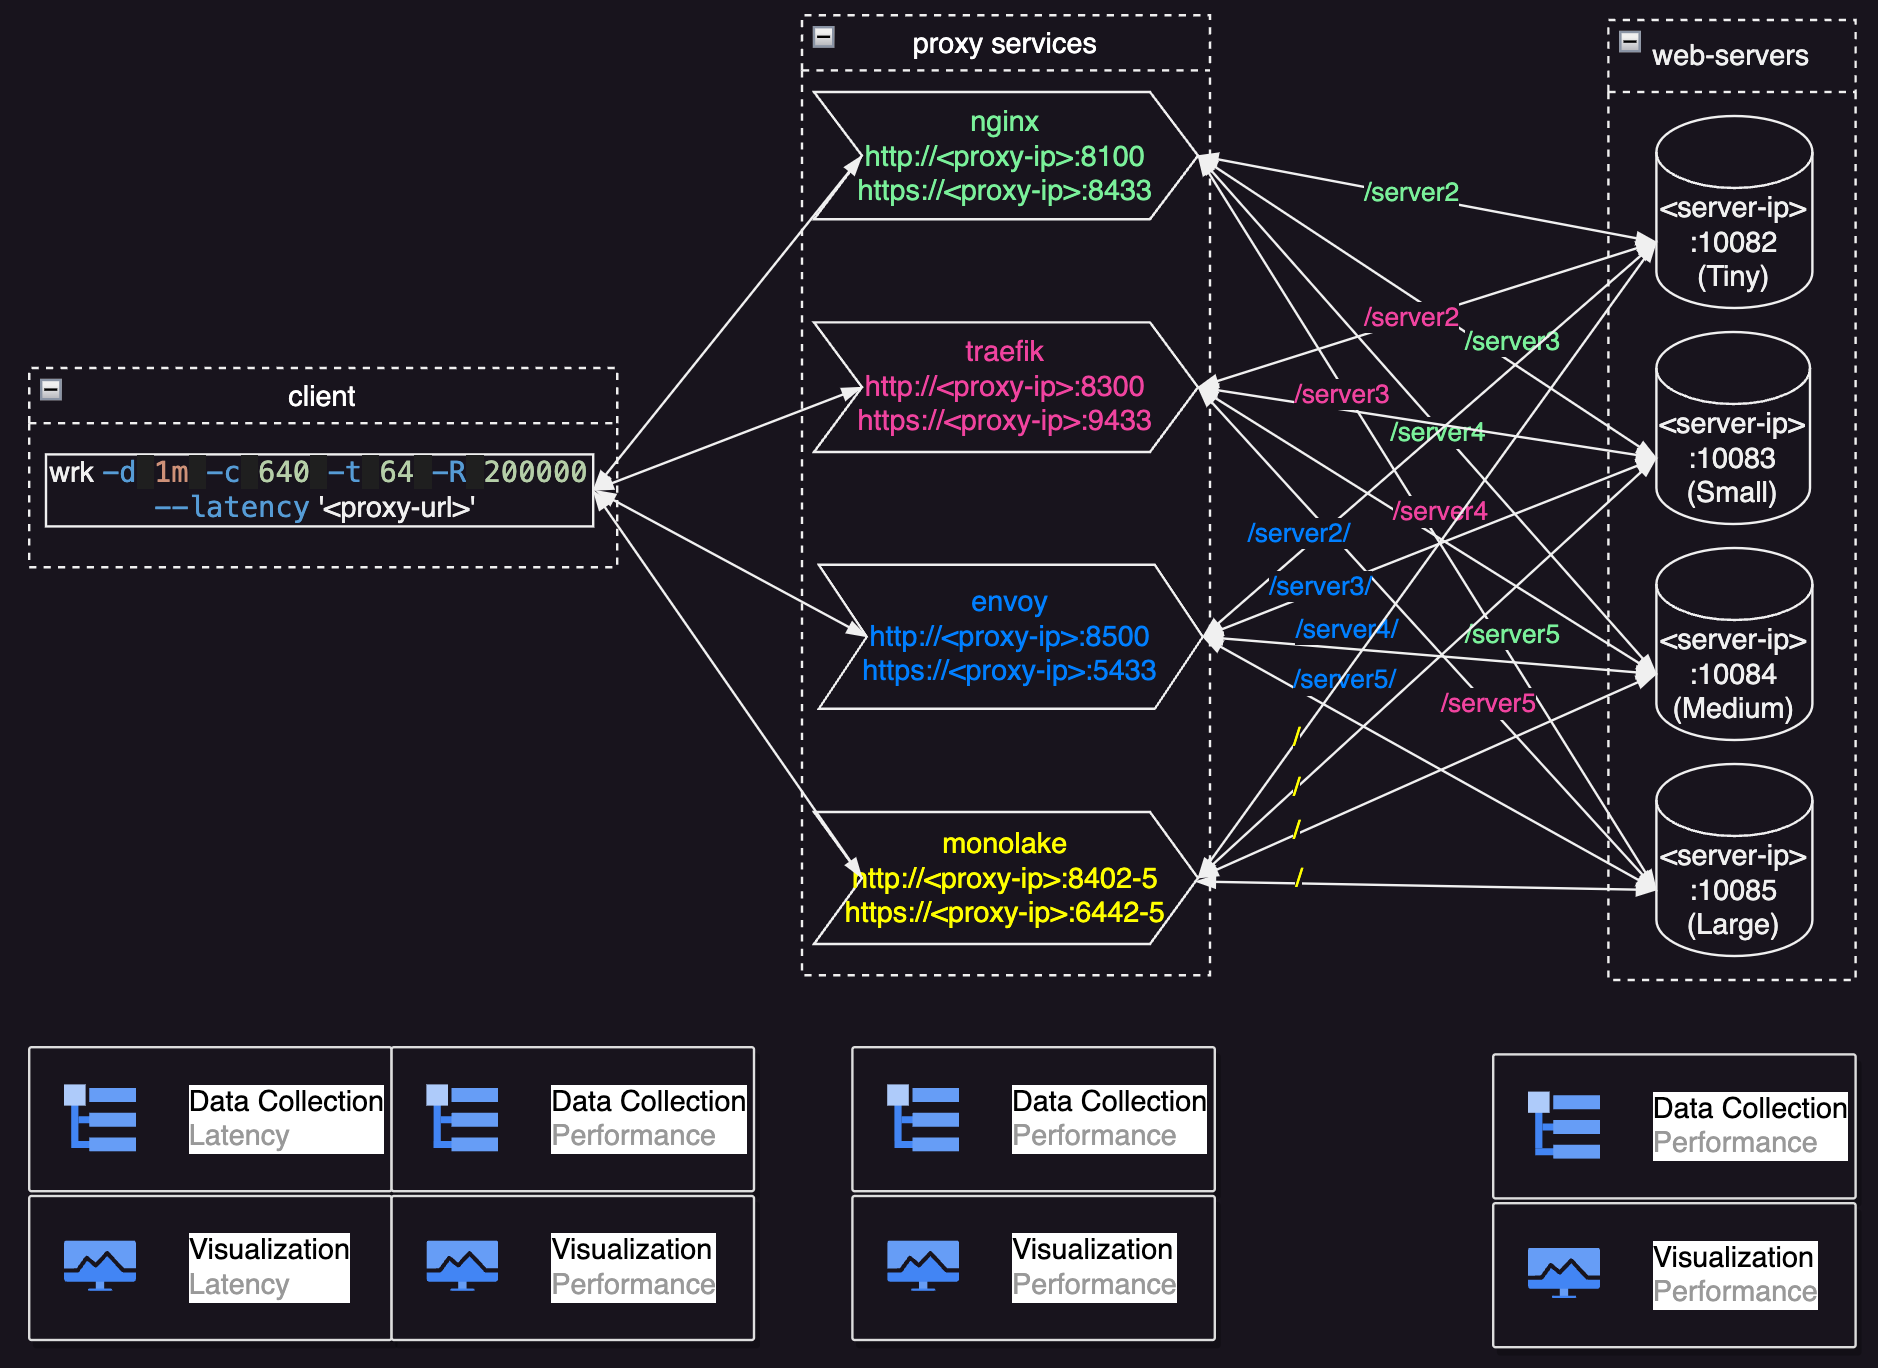 proxy services
web-servers
client
wrk -d 1m -c 640 -t 64 -R 200000
--latency '<proxy-url>'
nginx
http://<proxy-ip>:8100
https://<proxy-ip>:8433
traefik
http://<proxy-ip>:8300
https://<proxy-ip>:9433
envoy
http://<proxy-ip>:8500
https://<proxy-ip>:5433
monolake
http://<proxy-ip>:8402-5
https://<proxy-ip>:6442-5
/server2
/server2
/server3
/server3
/server4
/server4
/server2/
/server3/
/server4/
/server5
/server5/
/server5
/
/
/
/
<server-ip>
:10082
(Tiny)
<server-ip>
:10083
(Small)
<server-ip>
:10084
(Medium)
<server-ip>
:10085
(Large)
Data Collection
Latency
Data Collection
Performance
Data Collection
Performance
Data Collection
Performance
Visualization
Latency
Visualization
Performance
Visualization
Performance
Visualization
Performance